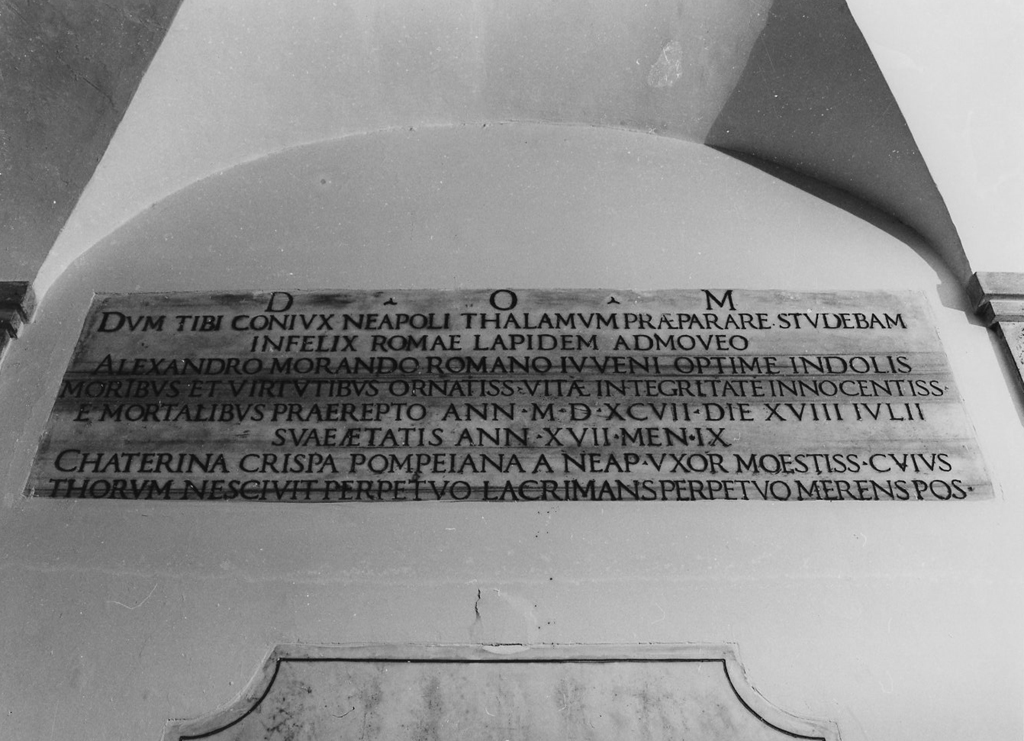 D · O · M
DVM TIBI CONIVX NEAPOLI THALAMVM PRÆPARARE · STVDEBAM
INFELIX ROMAE LAPIDEM ADMOVEO
ALEXANDRO MORANDO ROMANO IVVENI OPTIME INDOLIS
MORIBVS ET VIRTVTIBVS ORNATISS · VITÆ INTEGRITATE INNOCENTISS ·
E MORTALIBVS PRAEREPTO ANN · M · D · XCVII · DIE XVIII IVLII
SVAE ÆTATIS ANN · XVII · MEN · IX
CHATERINA CRISPA POMPEIANA A NEAP · VXOR MOESTISS · CVIVS
THORVM NESCIVIT PERPETVO LACRIMANS PERPETVO MERENS POS ·